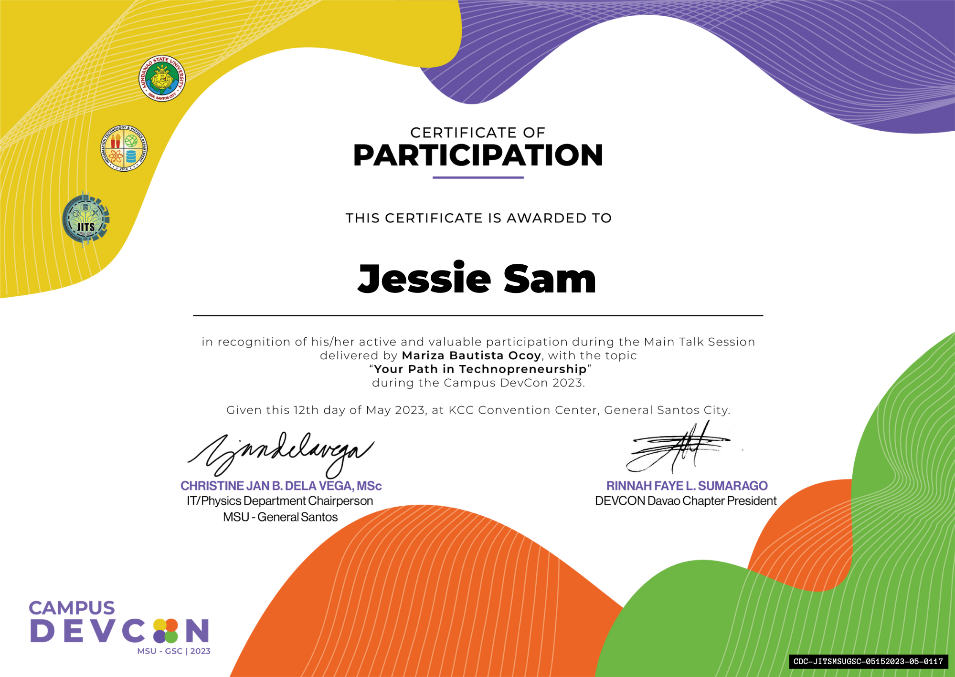 MINDANAO STATE UNIVERSITY
JITS
CERTIFICATE OF
PARTICIPATION
THIS CERTIFICATE IS AWARDED TO
Jessie Sam
in recognition of his/her active and valuable participation during the Main Talk Session
delivered by Mariza Bautista Ocoy, with the topic
“Your Path in Technopreneurship”
during the Campus DevCon 2023.
Given this 12th day of May 2023, at KCC Convention Center, General Santos City.
CHRISTINE JAN B. DELA VEGA, MSc
IT/Physics Department Chairperson
MSU - General Santos
RINNAH FAYE L. SUMARAGO
DEVCON Davao Chapter President
CAMPUS
DEVCON
MSU - GSC | 2023
CDC-JITSMSUGSC-05152023-05-0117